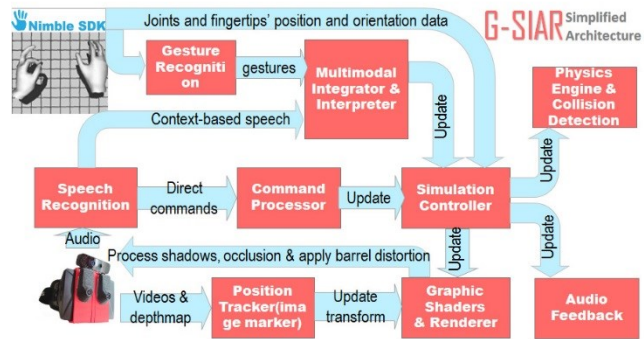 Nimble SDK
Joints and fingertips' position and orientation data
G-SIAR Simplified
Architecture
Gesture
Recogniti
on
gestures
Multimodal
Integrator &
Interpreter
Update
Physics
Engine &
Collision
Detection
Context-based speech
Update
Speech
Recognition
Direct
commands
Command
Processor
Update
Simulation
Controller
Audio
Process shadows, occlusion & apply barrel distortion
Update
Update
Videos &
depthmap
Position
Tracker(ima
ge marker)
Update
transform
Graphic
Shaders
& Renderer
Audio
Feedback